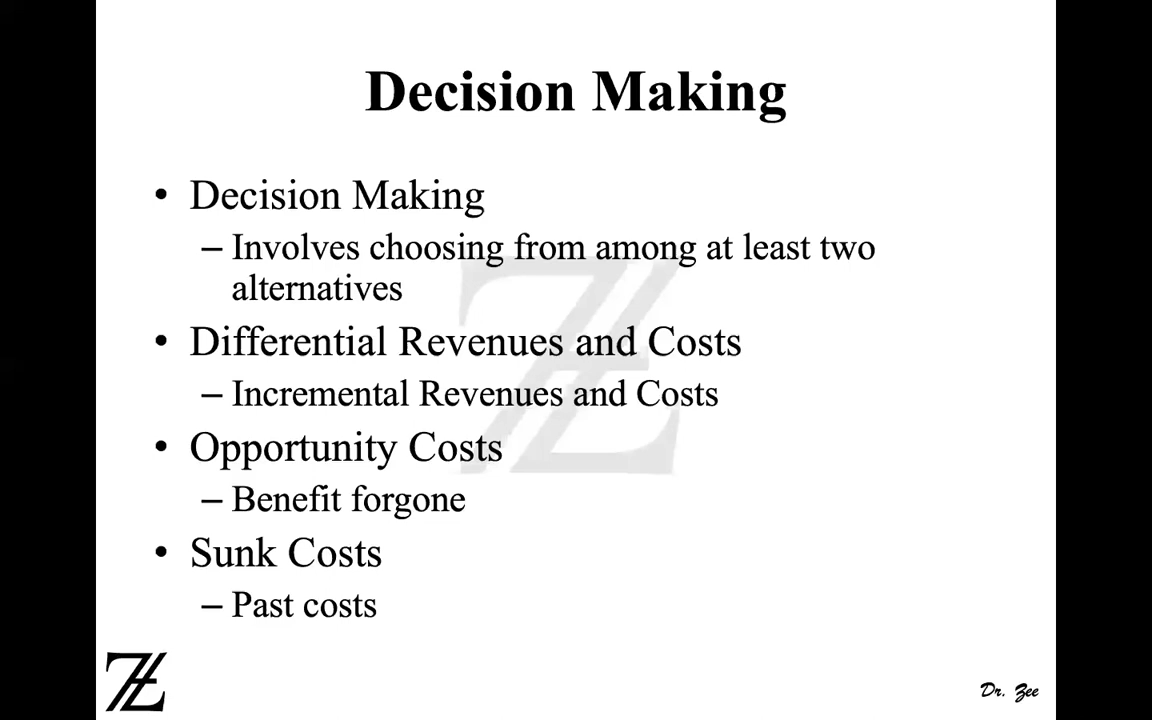 Decision Making
• Decision Making
– Involves choosing from among at least two
alternatives
• Differential Revenues and Costs
– Incremental Revenues and Costs
• Opportunity Costs
– Benefit forgone
• Sunk Costs
– Past costs
Dr. Zee